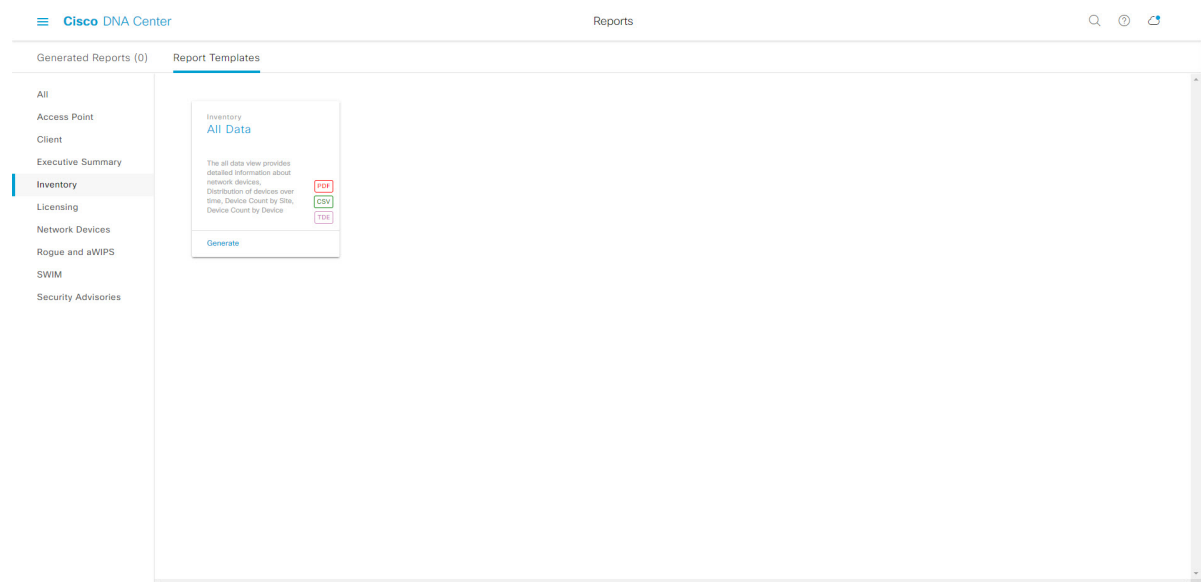 Cisco DNA Center
Reports
Generated Reports (0)
Report Templates
All
Access Point
Client
Executive Summary
Inventory
Licensing
Network Devices
Rogue and aWIPS
SWIM
Security Advisories
Inventory
All Data
The all data view provides
detailed information about
network devices,
Distribution of devices over
time, Device Count by Site,
Device Count by Device
PDF
CSV
TDE
Generate